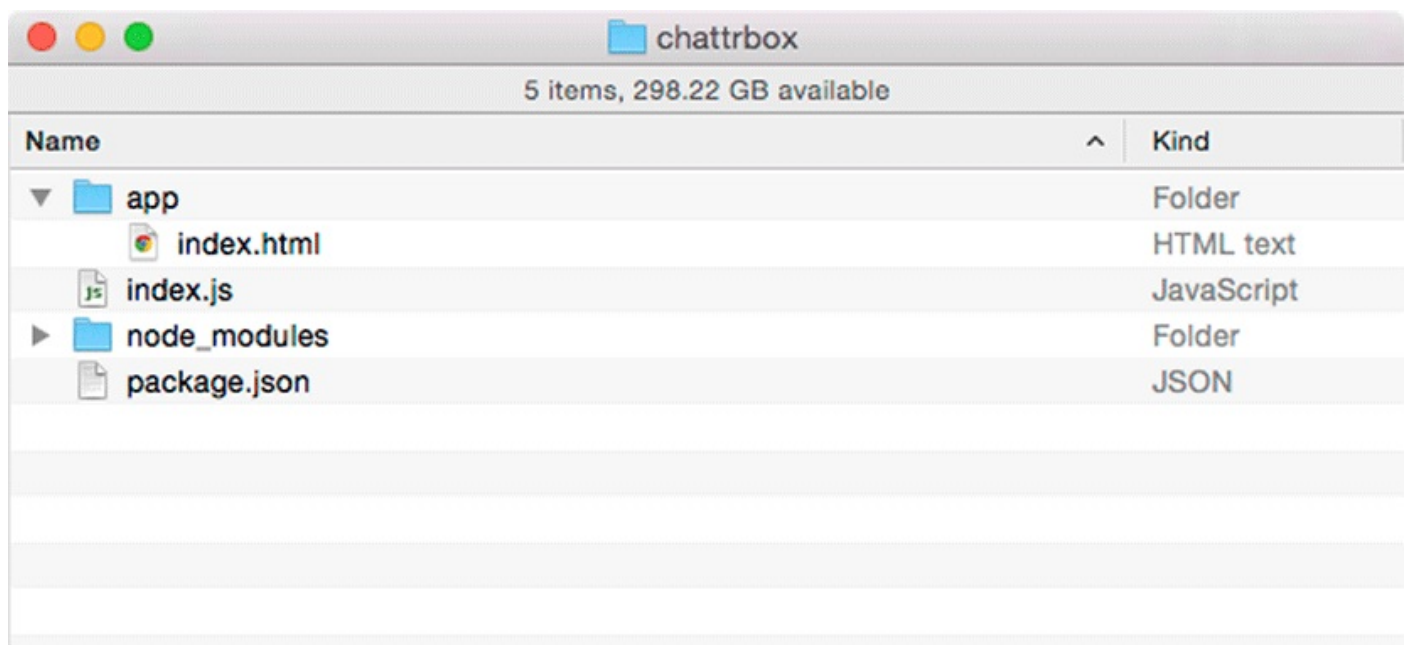 chattrbox
5 items, 298.22 GB available
Name Kind
app Folder
index.html HTML text
JS index.js JavaScript
node_modules Folder
package.json JSON